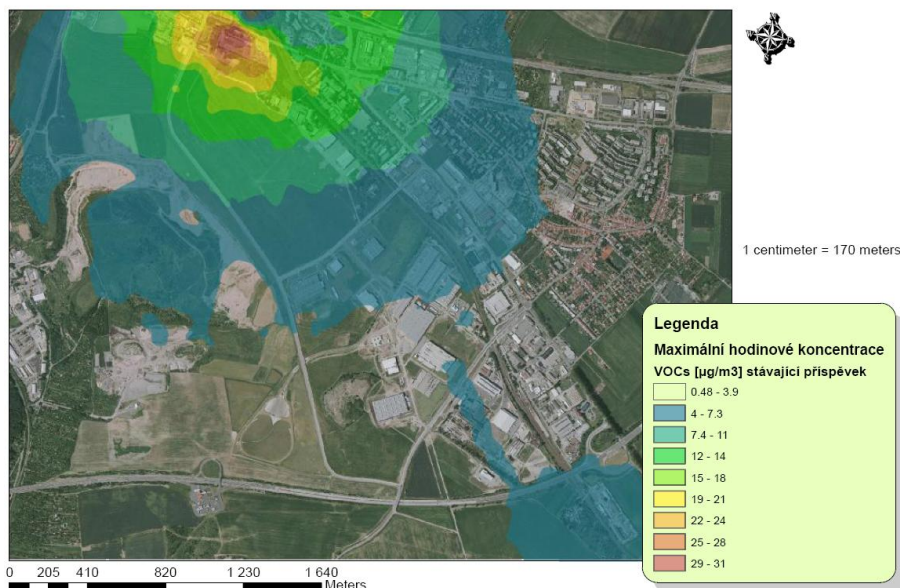 1 centimeter = 170 meters
Legenda
Maximální hodinové koncentrace
VOCs [µg/m3] stávající příspěvek
0.48 - 3.9
4 - 7.3
7.4 - 11
12 - 14
15 - 18
19 - 21
22 - 24
25 - 28
29 - 31
0 205 410 820 1 230 1 640
Meters